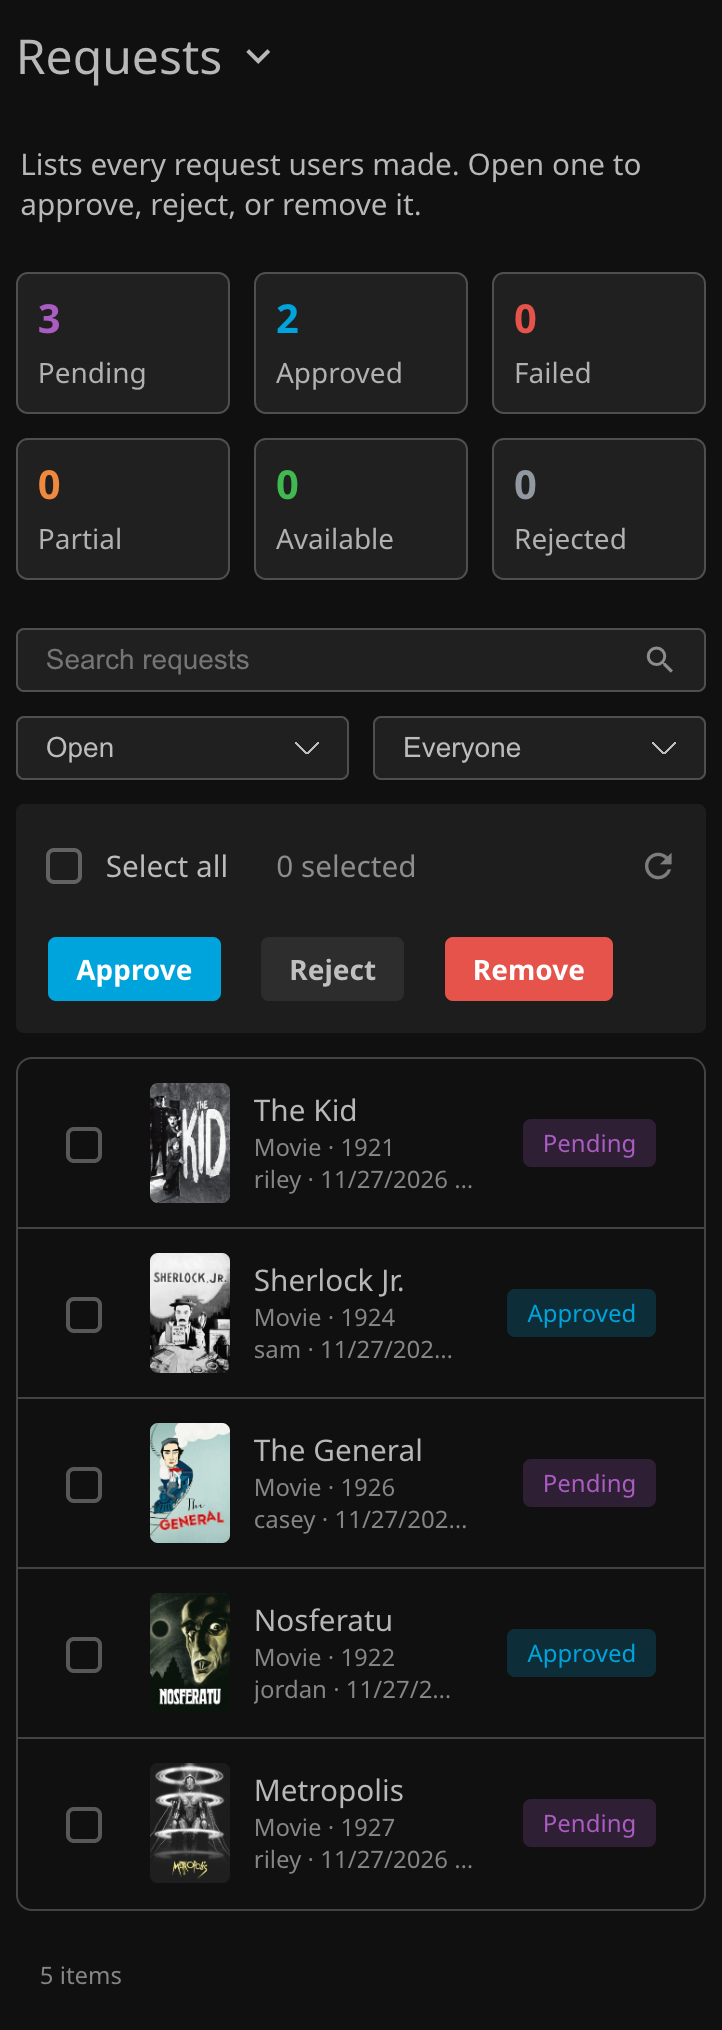 Requests
Lists every request users made. Open one to
approve, reject, or remove it.
3
Pending
2
Approved
0
Failed
0
Partial
0
Available
0
Rejected
Search requests
Open
Everyone
Select all
0 selected
Approve
Reject
Remove
THE
KID
The Kid
Movie · 1921
riley · 11/27/2026 ...
Pending
SHERLOCK, JR.
Sherlock Jr.
Movie · 1924
sam · 11/27/202...
Approved
The
GENERAL
The General
Movie · 1926
casey · 11/27/202...
Pending
NOSFERATU
Nosferatu
Movie · 1922
jordan · 11/27/2...
Approved
METROPOLIS
Metropolis
Movie · 1927
riley · 11/27/2026 ...
Pending
5 items